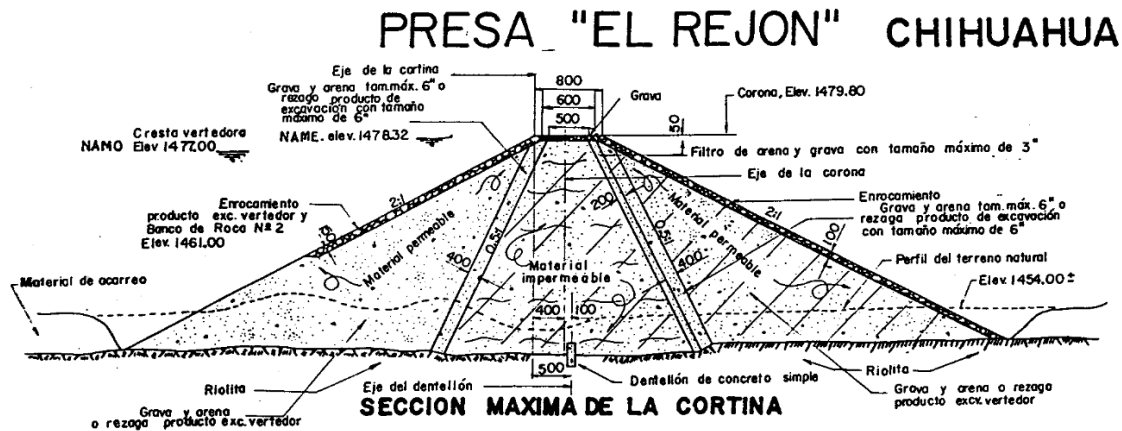 PRESA "EL REJON" CHIHUAHUA
Eje de la cortina
Grava y arena tam.máx. 6" o
rezaga producto de
excavación con tamaño
máximo de 6"
800
600
500
Grava
Corona, Elev. 1479.80
50
Cresta vertedora
NAMO Elev 1477.00
NAME. elev. 1478.32
Filtro de arena y grava con tamaño máximo de 3"
Eje de la corona
Enrocamiento
producto exc. vertedor y
Banco de Roca Nº 2
Elev. 1461.00
2:1
Material permeable
0.5:1
400
200
Material
impermeable
0.5:1
400
Material permeable
2:1
100
Enrocamiento
Grava y arena tam. máx. 6" o
rezaga producto de excavación
con tamaño máximo de 6"
Perfil del terreno natural
Elev. 1454.00 ±
Material de acarreo
400
100
500
Riolita
Eje del dentellón
Dentellón de concreto simple
Riolita
Grava y arena
o rezaga producto exc. vertedor
Grava y arena o rezaga
producto excv. vertedor
SECCION MAXIMA DE LA CORTINA